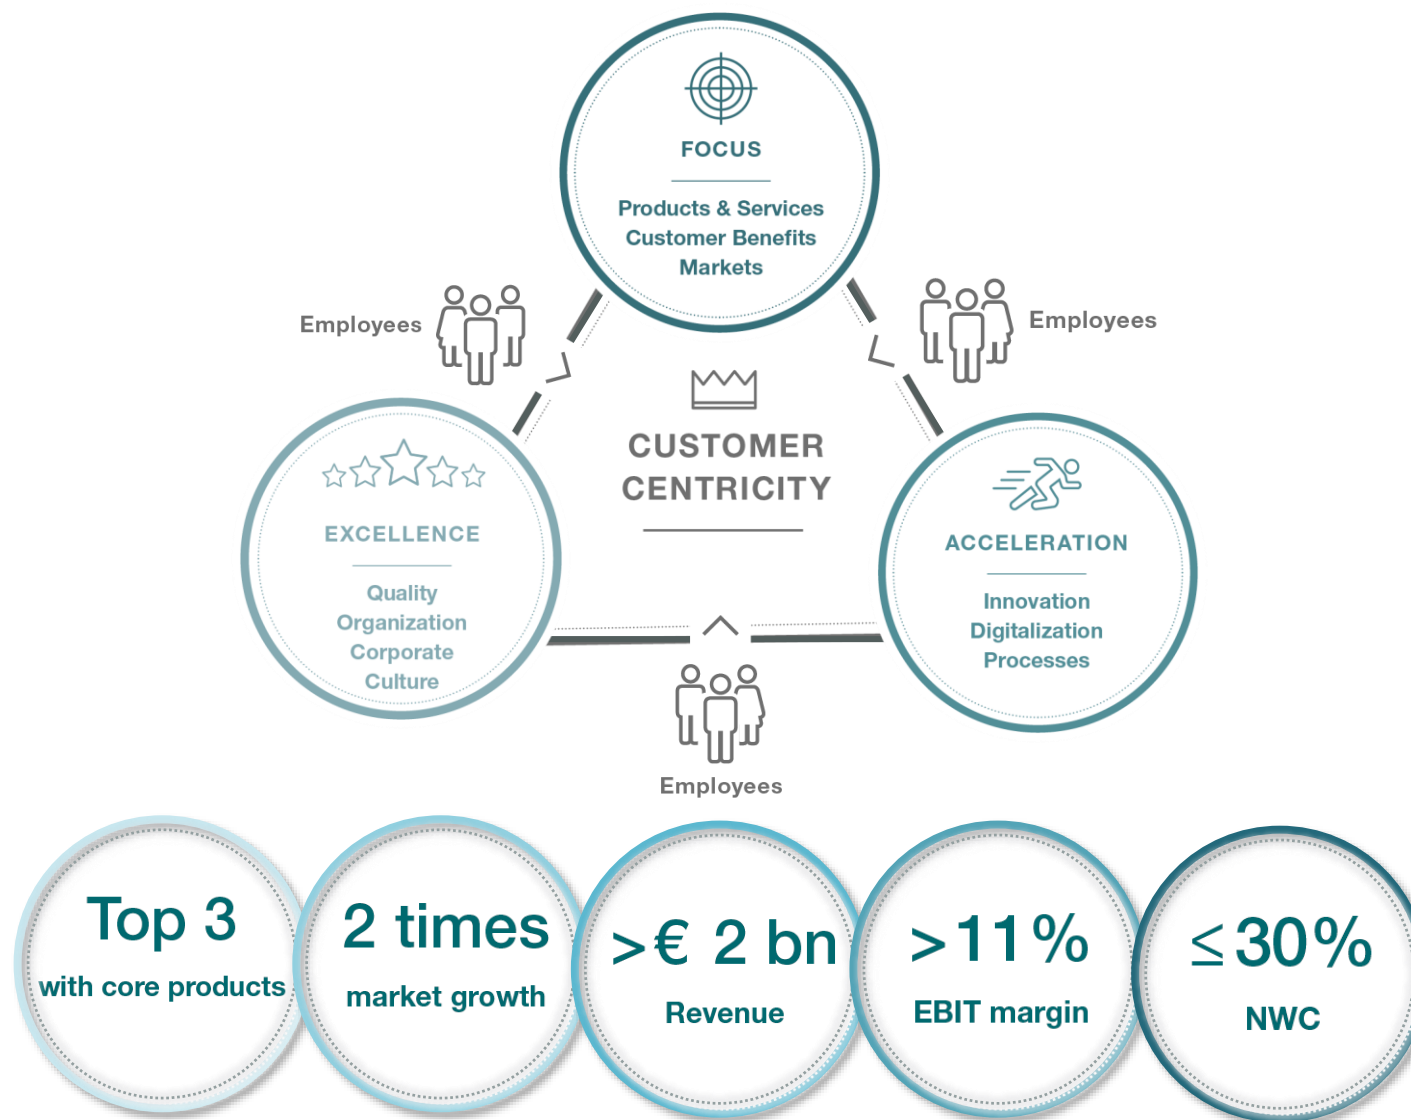 FOCUS
Products & Services
Customer Benefits
Markets
Employees
Employees
CUSTOMER
CENTRICITY
EXCELLENCE
Quality
Organization
Corporate
Culture
ACCELERATION
Innovation
Digitalization
Processes
Employees
Top 3
with core products
2 times
market growth
>€ 2 bn
Revenue
>11%
EBIT margin
≤30%
NWC